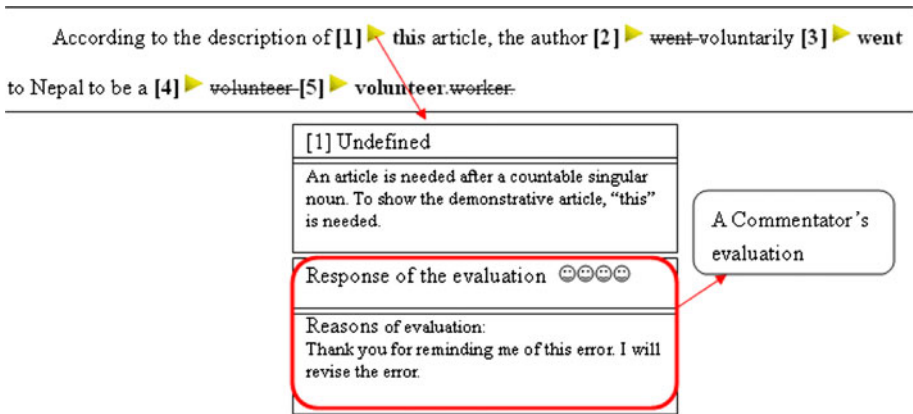 According to the description of [1] this article, the author [2] went voluntarily [3] went
to Nepal to be a [4] volunteer [5] volunteer.worker.
[1] Undefined
An article is needed after a countable singular
noun. To show the demonstrative article, “this”
is needed.
Response of the evaluation
Reasons of evaluation:
Thank you for reminding me of this error. I will
revise the error.
A Commentator’s
evaluation